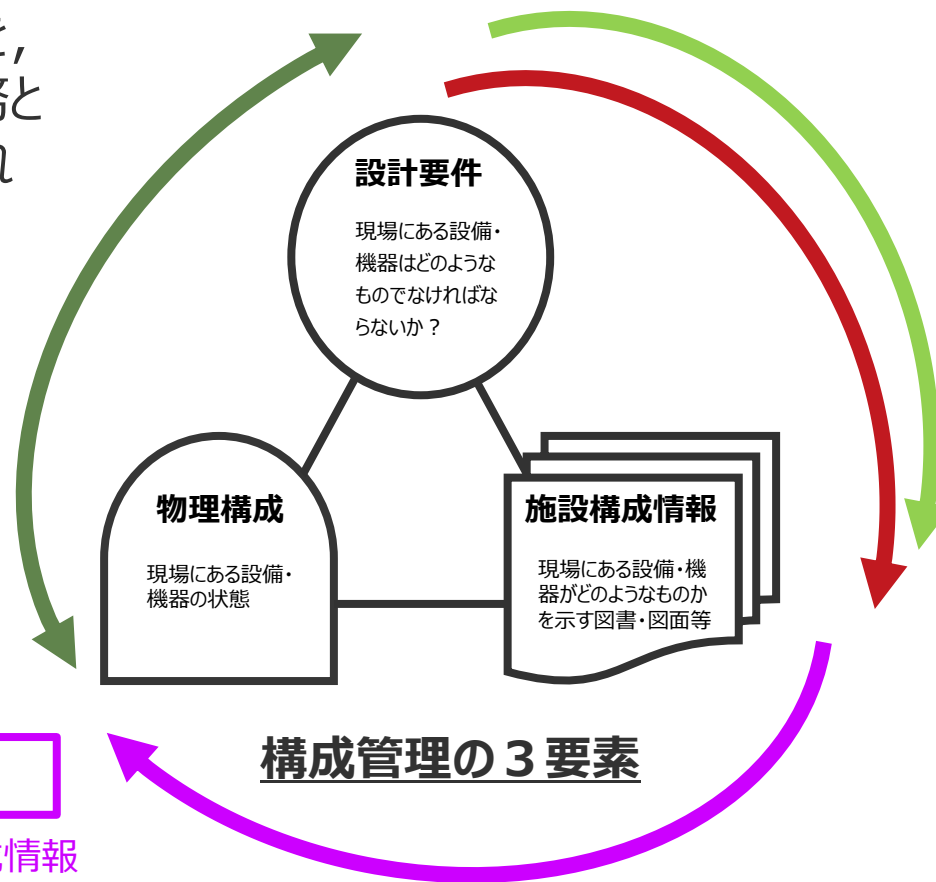 務と
設計要件
現場にある設備・
機器はどのような
ものでなければな
らないか？
物理構成
現場にある設備・
機器の状態
施設構成情報
現場にある設備・機
器がどのようなものか
を示す図書・図面等
構成管理の３要素
情報